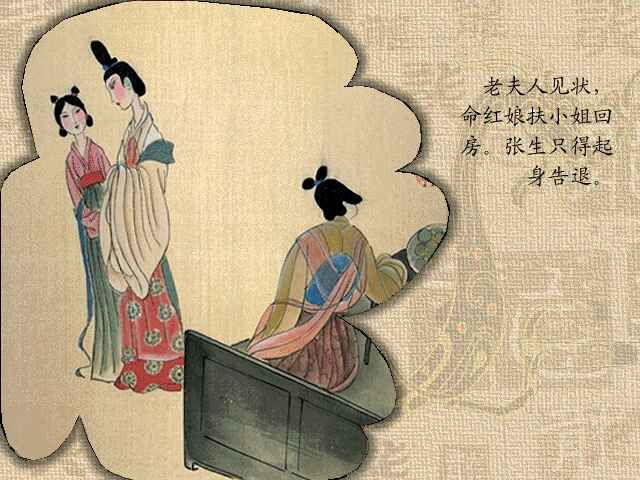 老夫人见状，
命红娘扶小姐回
房。张生只得起
身告退。